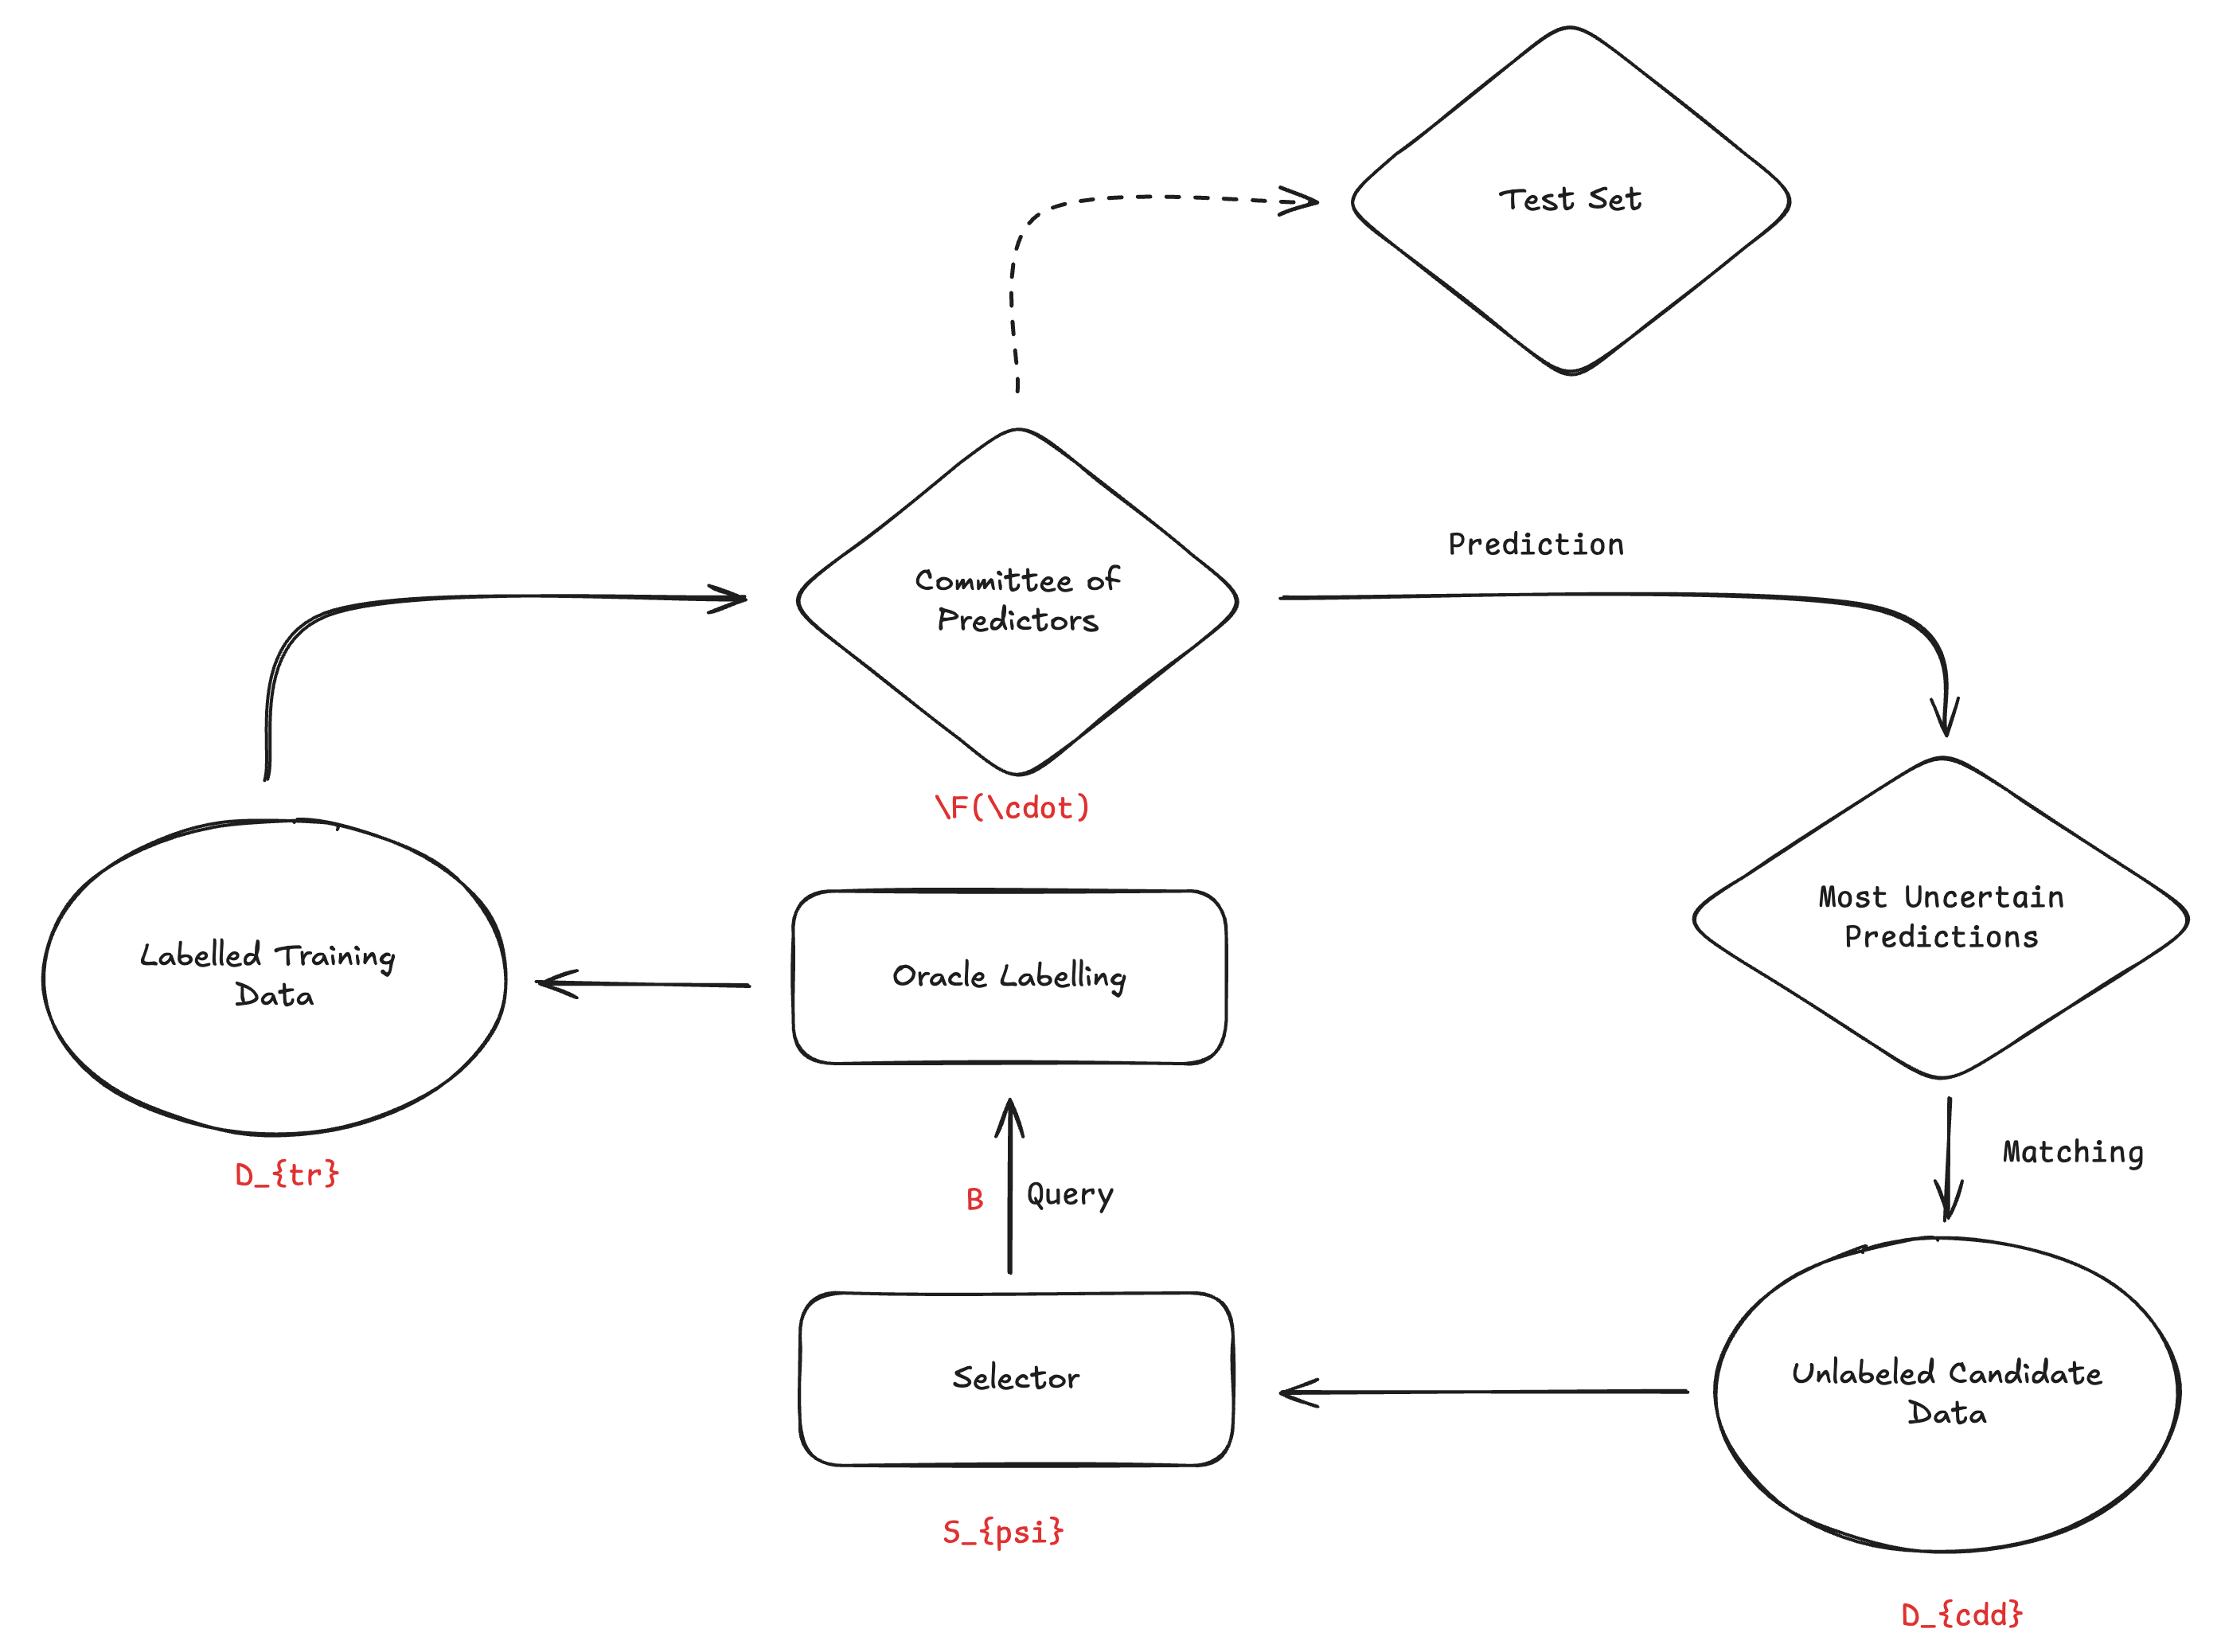 Test Set
Prediction
Committee of
Predictors
\F(\cdot)
Most Uncertain
Predictions
Labelled Training
Data
Oracle Labelling
Matching
D_{tr}
B
Query
Selector
Unlabeled Candidate
Data
S_{psi}
D_{cdd}